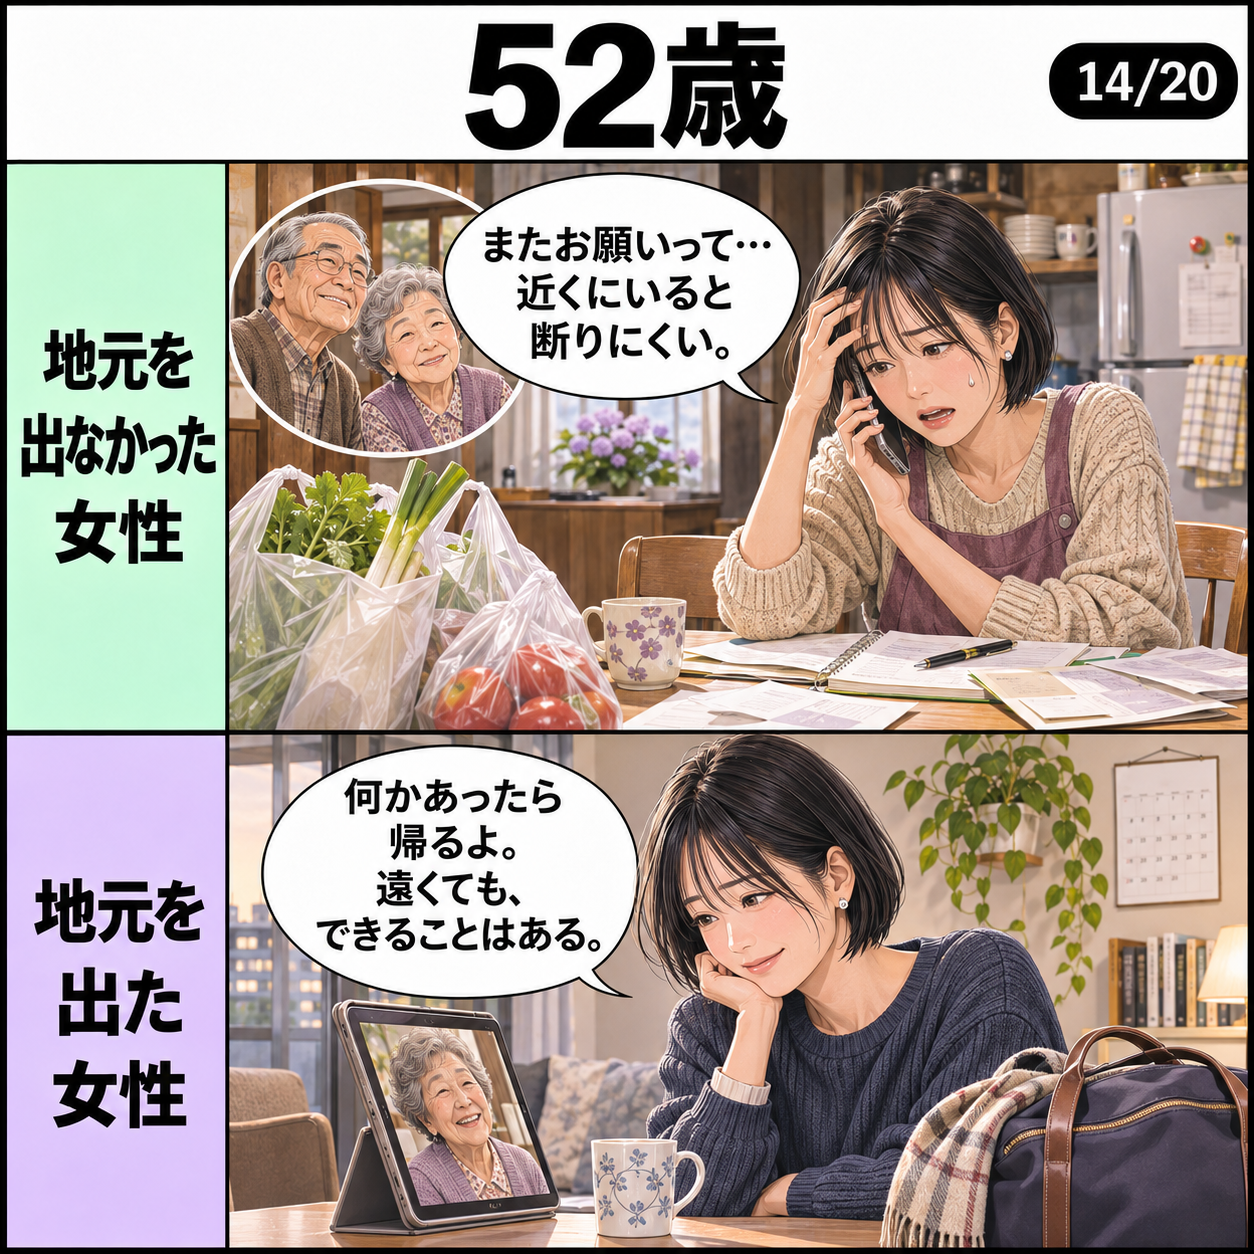 52歳
14/20
地元を
出なかった
女性
またお願いって…
近くにいると
断りにくい。
地元を
出た
女性
何かあったら
帰るよ。
遠くても、
できることはある。